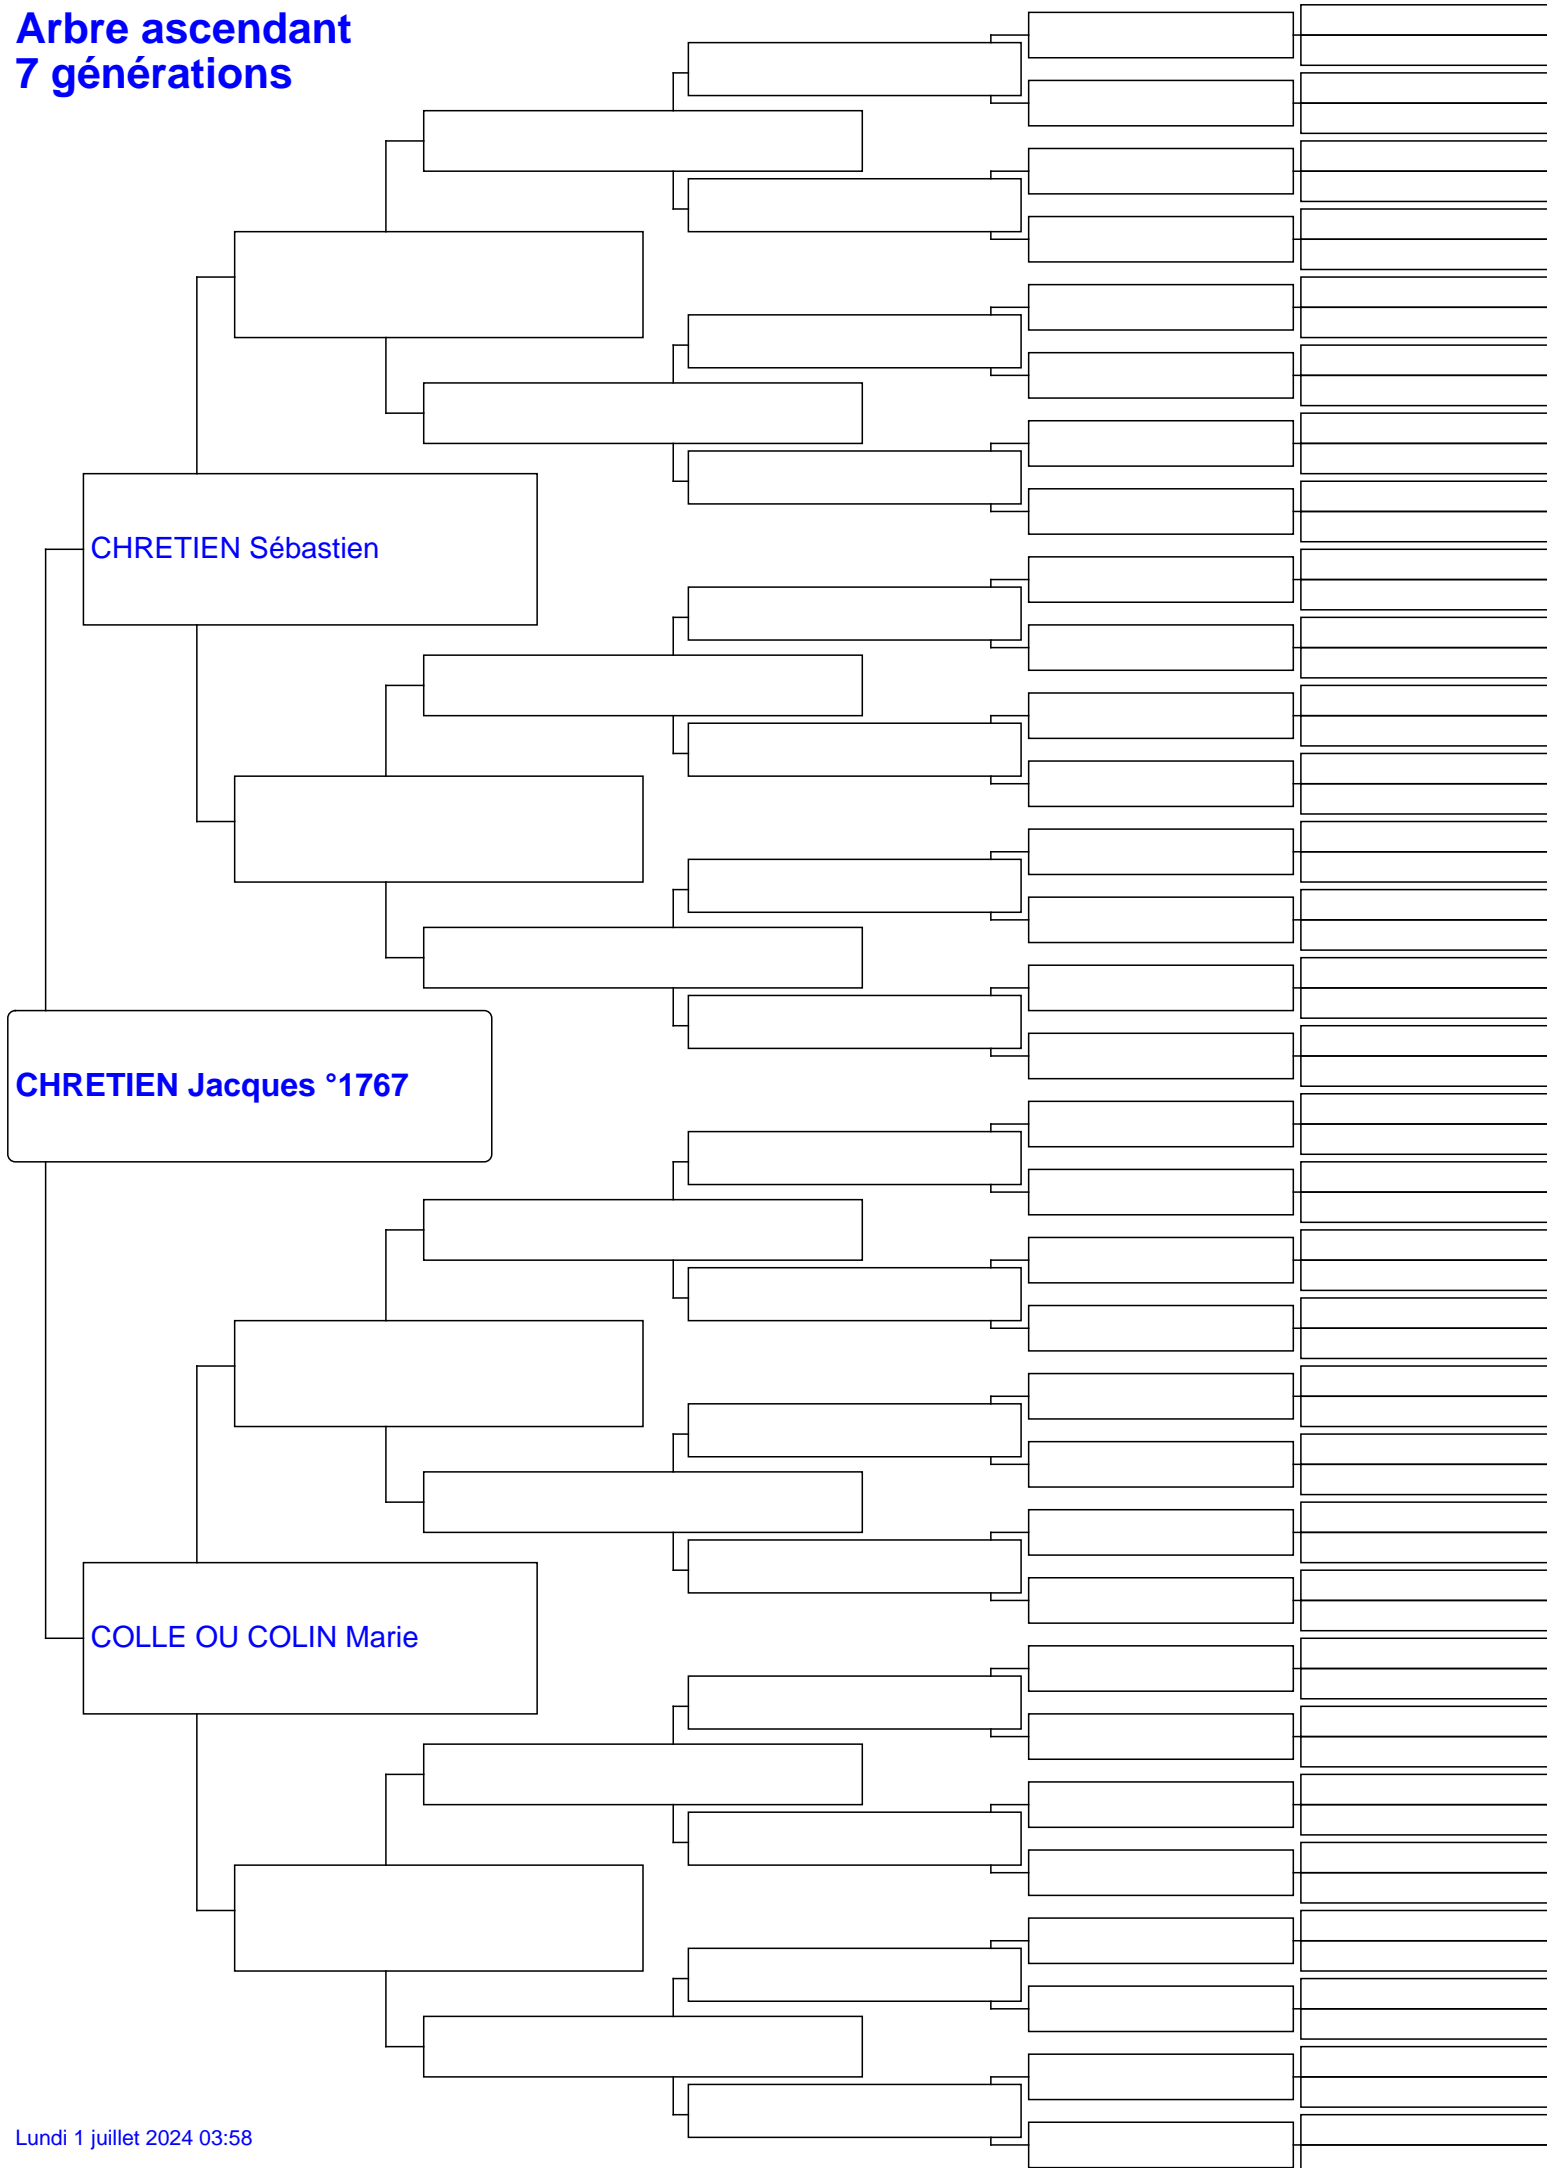 Arbre ascendant
7 générations
CHRETIEN Sébastien
CHRETIEN Jacques °1767
COLLE OU COLIN Marie
Lundi 1 juillet 2024 03:58